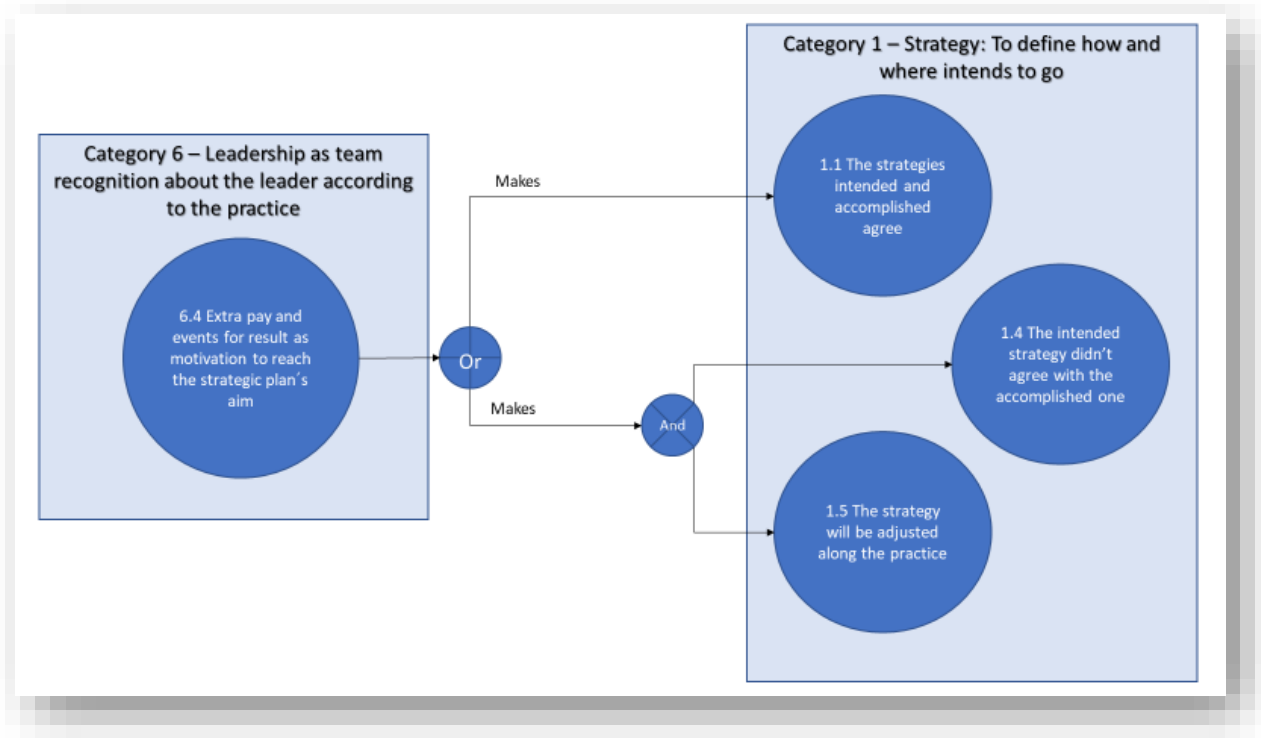 Category 6 – Leadership as team
recognition about the leader according
to the practice
6.4 Extra pay and
events for result as
motivation to reach
the strategic plan´s
aim
Or
Makes
Makes
And
Category 1 – Strategy: To define how and
where intends to go
1.1 The strategies
intended and
accomplished
agree
1.4 The intended
strategy didn’t
agree with the
accomplished one
1.5 The strategy
will be adjusted
along the practice